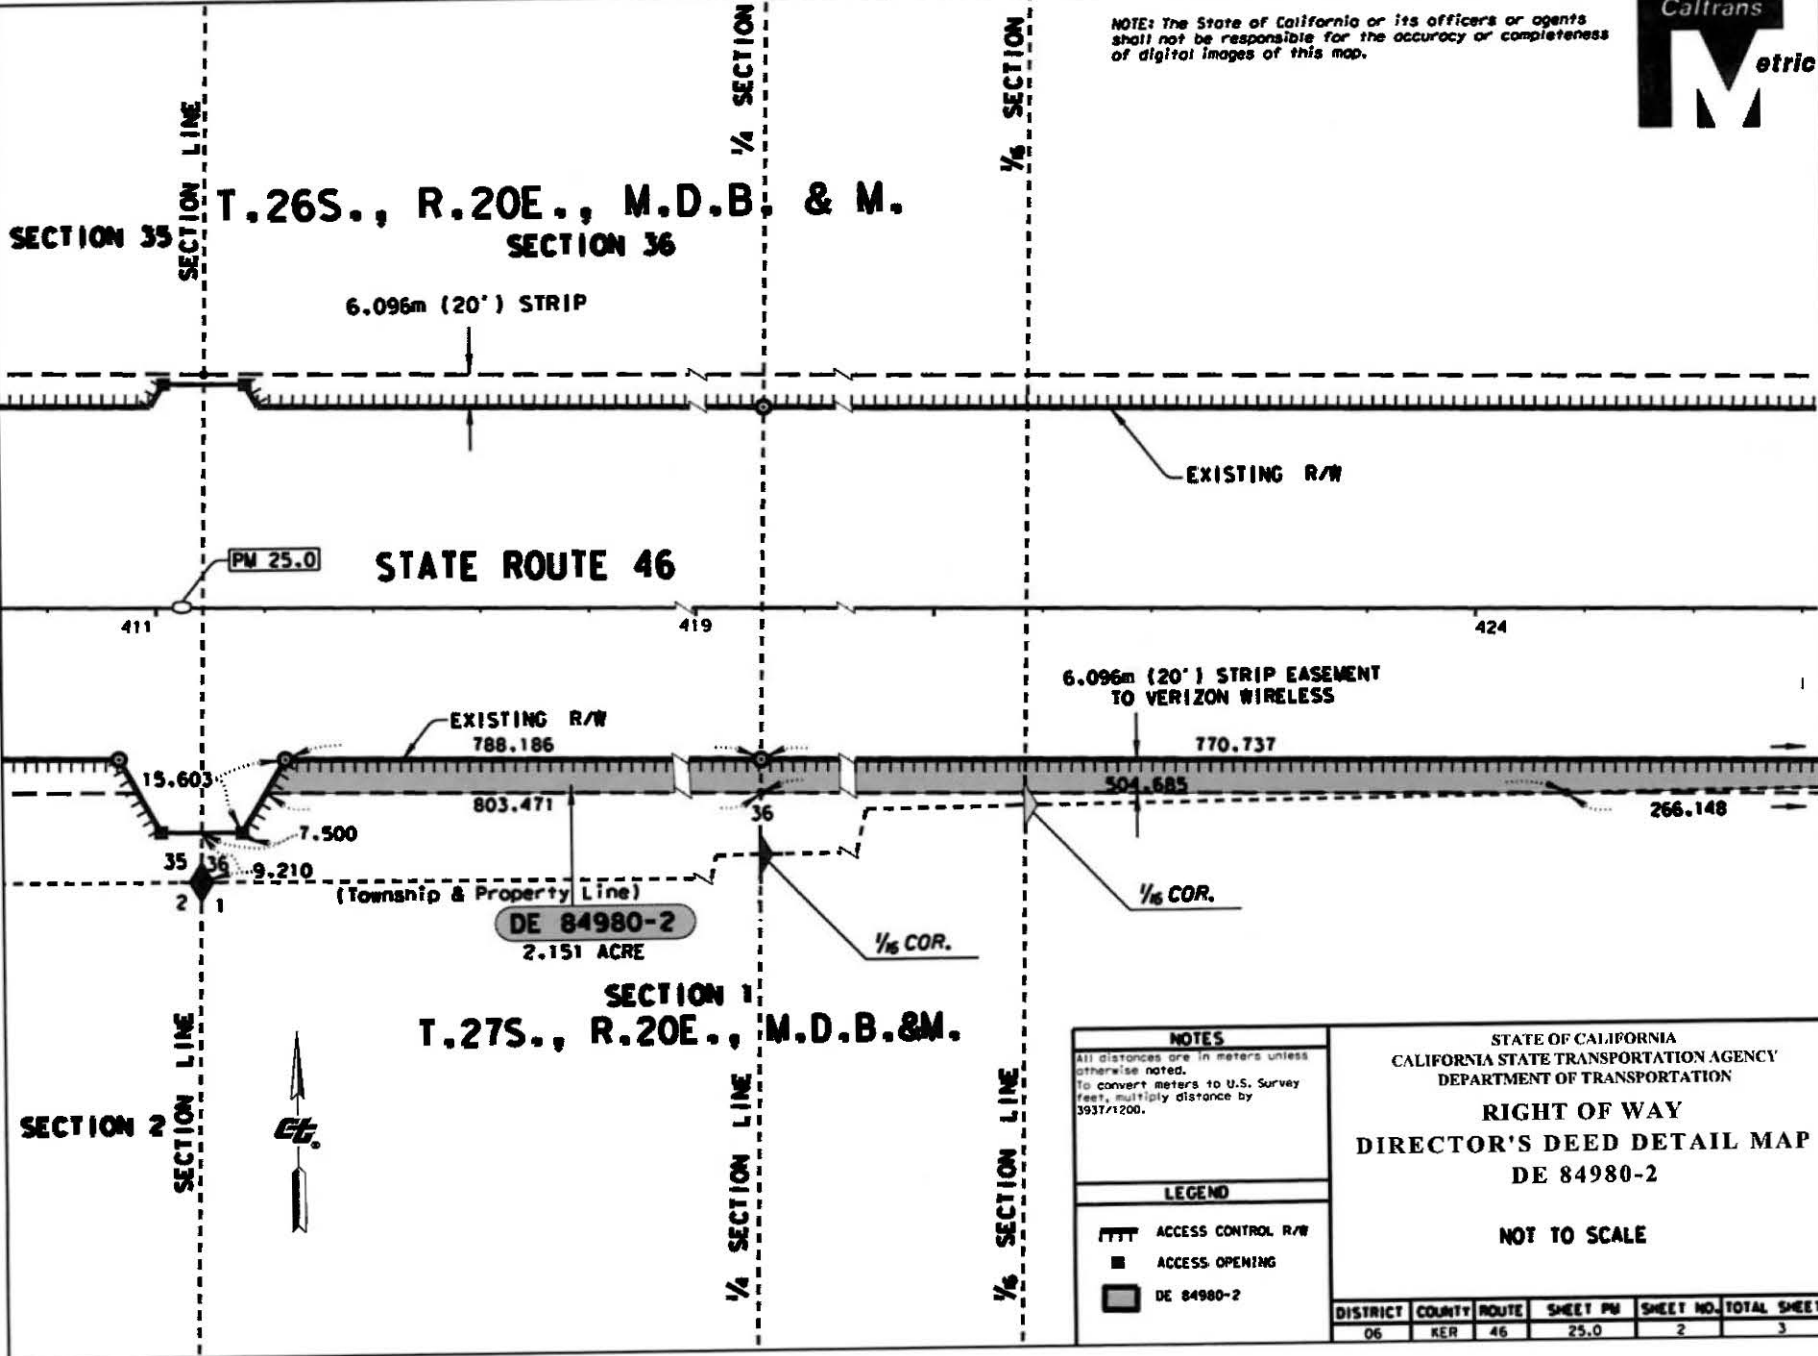 NOTE: The State of California or its officers or agents
shall not be responsible for the accuracy or completeness
of digital images of this map.
Caltrans
Metric
SECTION LINE
1/4 SECTION
1/16 SECTION
T.26S., R.20E., M.D.B. & M.
SECTION 35
SECTION 36
6.096m (20') STRIP
EXISTING R/W
PM 25.0
STATE ROUTE 46
411
419
424
6.096m (20') STRIP EASEMENT
TO VERIZON WIRELESS
EXISTING R/W
788.186
770.737
15.603
803.471
504.685
266.148
36
7.500
35 36
9.210
2 1
(Township & Property Line)
DE 84980-2
2.151 ACRE
1/16 COR.
1/16 COR.
SECTION 1
T.27S., R.20E., M.D.B.&M.
SECTION 2
SECTION LINE
Ct
1/4 SECTION LINE
1/16 SECTION LINE
NOTES
All distances are in meters unless
otherwise noted.
To convert meters to U.S. Survey
feet, multiply distance by
3937/1200.
LEGEND
ACCESS CONTROL R/W
ACCESS OPENING
DE 84980-2
STATE OF CALIFORNIA
CALIFORNIA STATE TRANSPORTATION AGENCY
DEPARTMENT OF TRANSPORTATION
RIGHT OF WAY
DIRECTOR'S DEED DETAIL MAP
DE 84980-2
NOT TO SCALE
DISTRICT COUNTY ROUTE SHEET PM SHEET NO. TOTAL SHEET
06 KER 46 25.0 2 3